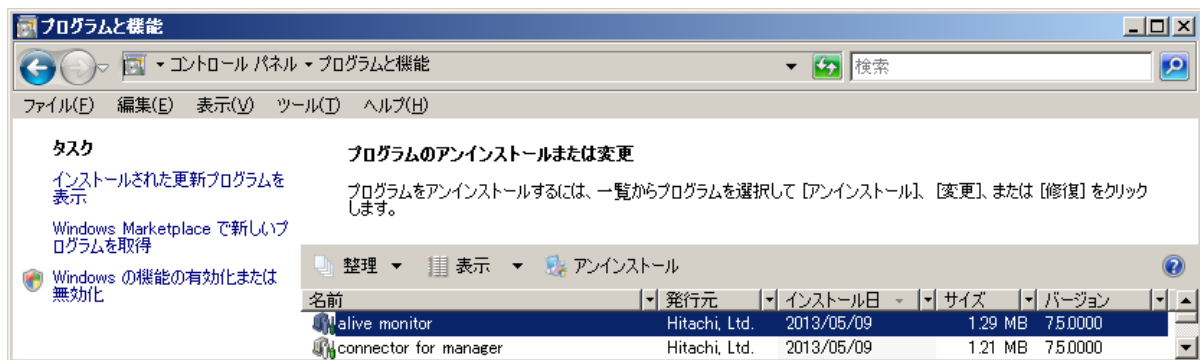 プログラムと機能
コントロール パネル ▾ プログラムと機能
検索
ファイル(F) 編集(E) 表示(V) ツール(T) ヘルプ(H)
タスク
インストールされた更新プログラムを
表示
Windows Marketplace で新しいプ
ログラムを取得
Windows の機能の有効化または
無効化
プログラムのアンインストールまたは変更
プログラムをアンインストールするには、一覧からプログラムを選択して [アンインストール]、[変更]、または [修復] をクリック
します。
整理 表示 アンインストール
名前 発行元 インストール日 サイズ バージョン
alive monitor Hitachi, Ltd. 2013/05/09 1.29 MB 7.5.0000
connector for manager Hitachi, Ltd. 2013/05/09 1.21 MB 7.5.0000